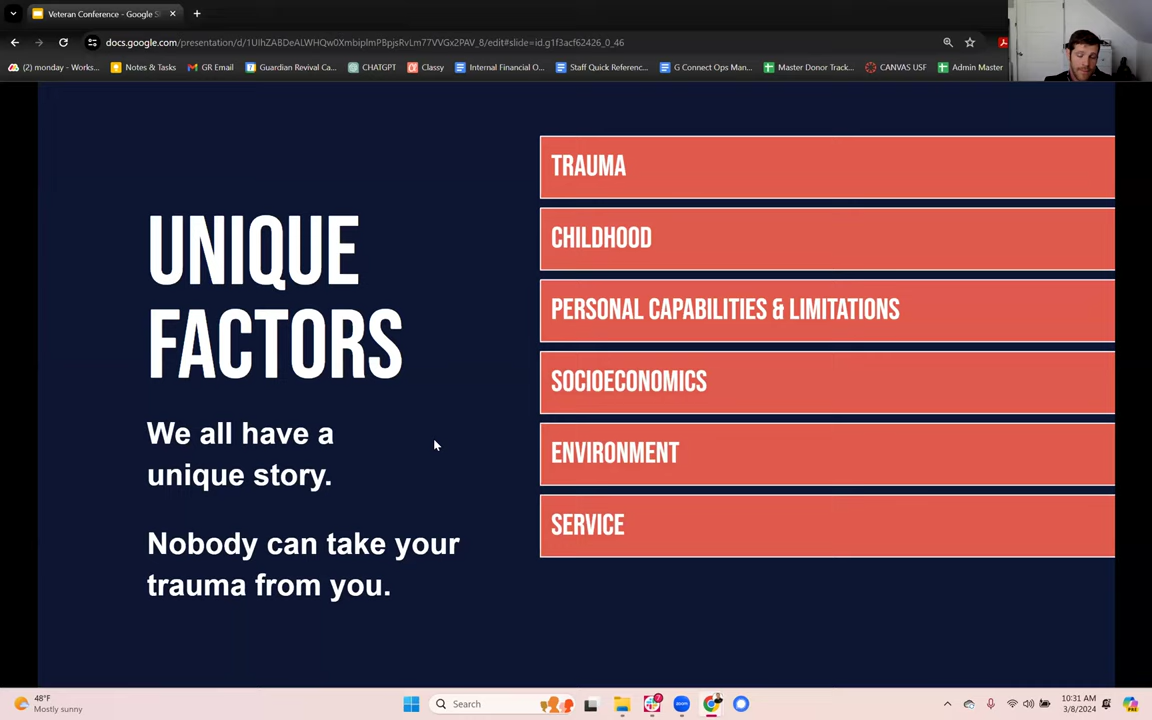 Veteran Conference - Google S
docs.google.com/presentation/d/1UIhZABDeALWHQw0XmbiplmPBpjsRvLm77VVGx2PAV_8/edit#slide=id.g1f3acf62426_0_46
(2) monday - Works...
Notes & Tasks
GR Email
Guardian Revival Ca...
CHATGPT
Classy
Internal Financial O...
Staff Quick Referenc...
G Connect Ops Man...
Master Donor Track...
CANVAS USF
Admin Master
UNIQUE
FACTORS
We all have a
unique story.
Nobody can take your
trauma from you.
TRAUMA
CHILDHOOD
PERSONAL CAPABILITIES & LIMITATIONS
SOCIOECONOMICS
ENVIRONMENT
SERVICE
48°F
Mostly sunny
Search
10:31 AM
3/8/2024